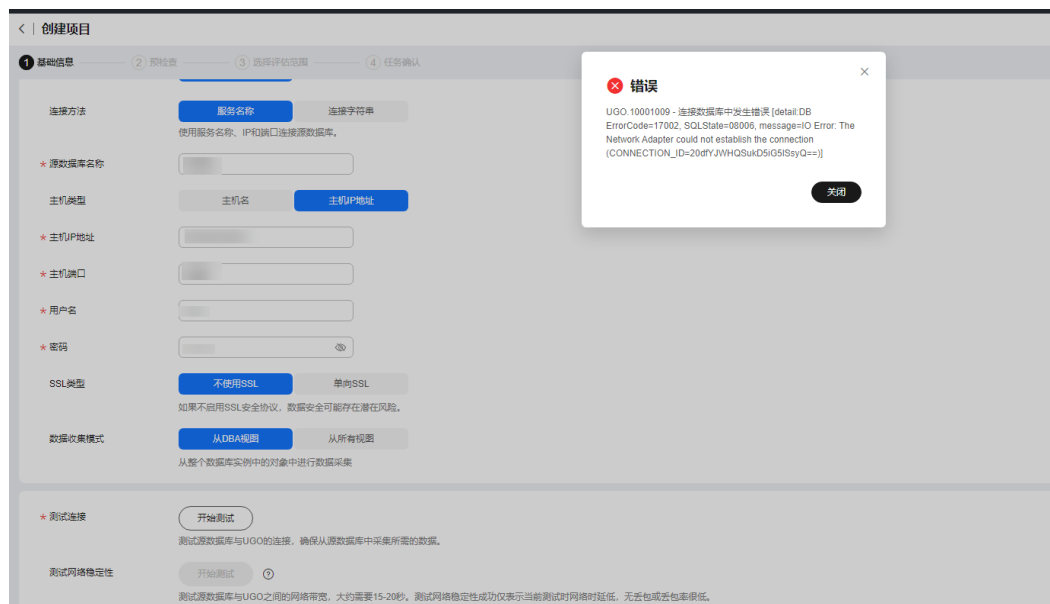 创建项目
1 基础信息 2 预检查 3 选择评估范围 4 任务确认
连接方法 服务名称 连接字符串
使用服务名称、IP和端口连接源数据库。
* 源数据库名称
主机类型 主机名 主机IP地址
* 主机IP地址
* 主机端口
* 用户名
* 密码
SSL类型 不使用SSL 单向SSL
如果不启用SSL安全协议，数据安全可能存在潜在风险。
数据收集模式 从DBA视图 从所有视图
从整个数据库实例中的对象中进行数据采集
* 测试连接 开始测试
测试源数据库与UGO的连接，确保从源数据库中采集所需的数据。
测试网络稳定性 开始测试 ?
测试源数据库与UGO之间的网络带宽，大约需要15-20秒。测试网络稳定性成功仅表示当前测试时网络时延低，无丢包或丢包率很低。
错误
UGO.10001009 - 连接数据库中发生错误 [detail:DB
ErrorCode=17002, SQLState=08006, message=IO Error: The
Network Adapter could not establish the connection
(CONNECTION_ID=20dfYJWHQSukD5iG5ISsyQ==)]
关闭